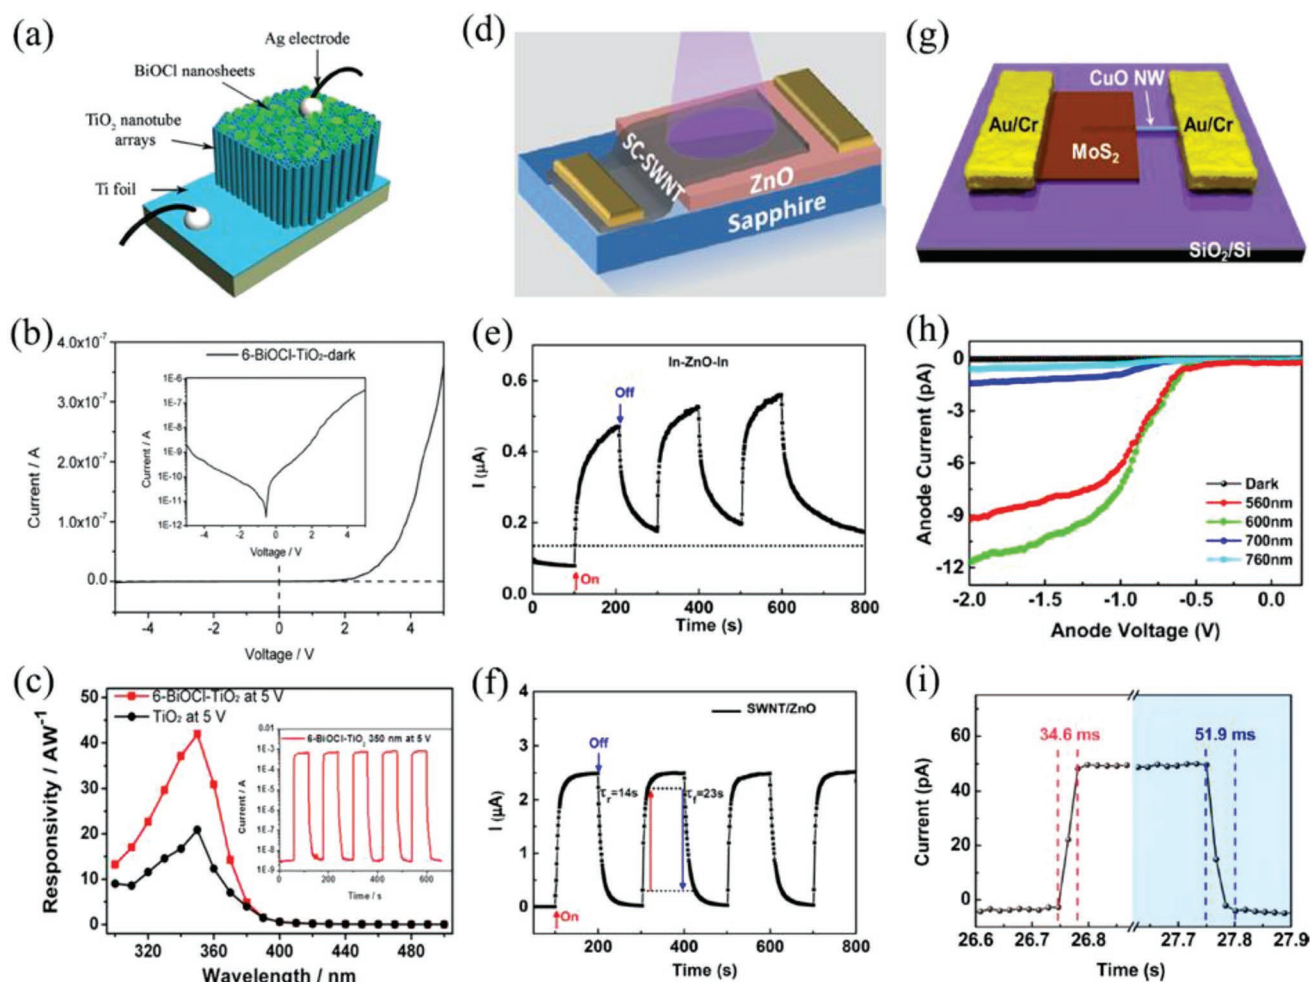 (a)
Ag electrode
BiOCl nanosheets
TiO₂ nanotube
arrays
Ti foil
(d)
SC-SWNT
ZnO
Sapphire
(g)
CuO NW
Au/Cr
MoS₂
Au/Cr
SiO₂/Si
(b)
4.0x10⁻⁷
3.0x10⁻⁷
2.0x10⁻⁷
1.0x10⁻⁷
0.0
Current / A
6-BiOCl-TiO₂-dark
1E-6
1E-7
1E-8
1E-9
1E-10
1E-11
1E-12
Current / A
-4 -2 0 2 4
Voltage / V
-4 -2 0 2 4
Voltage / V
(e)
In-ZnO-In
0.6
0.4
0.2
0.0
I (μA)
Off
On
0 200 400 600 800
Time (s)
(h)
0
-3
-6
-9
-12
Anode Current (pA)
Dark
560nm
600nm
700nm
760nm
-2.0 -1.5 -1.0 -0.5 0.0
Anode Voltage (V)
(c)
50
40
30
20
10
0
Responsivity / AW⁻¹
6-BiOCl-TiO₂ at 5 V
TiO₂ at 5 V
0.01
1E-3
1E-4
1E-5
1E-6
1E-7
1E-8
1E-9
Current / A
6-BiOCl-TiO₂ 350 nm at 5 V
0 200 400 600
Time / s
320 360 400 440 480
Wavelength / nm
(f)
SWNT/ZnO
4
3
2
1
0
I (μA)
Off
τr=14s
τf=23s
On
200 400 600 800
Time (s)
(i)
60
40
20
0
Current (pA)
34.6 ms
51.9 ms
26.6 26.7 26.8 27.7 27.8 27.9
Time (s)